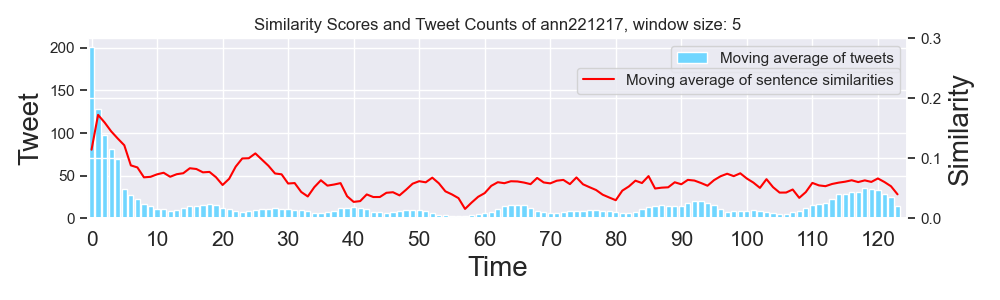 Similarity Scores and Tweet Counts of ann221217, window size: 5
Moving average of tweets
Moving average of sentence similarities
Tweet
200
150
100
50
0
0.3
0.2
0.1
0.0
Similarity
0 10 20 30 40 50 60 70 80 90 100 110 120
Time